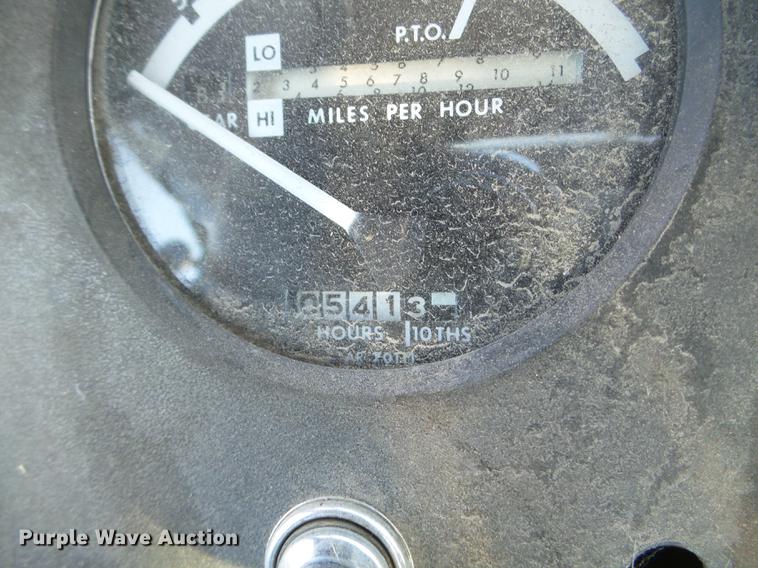 P.T.O.
LO
2 3 4 5 6 7 8 9 10 11
HI MILES PER HOUR
5413
HOURS 10THS
Purple Wave Auction